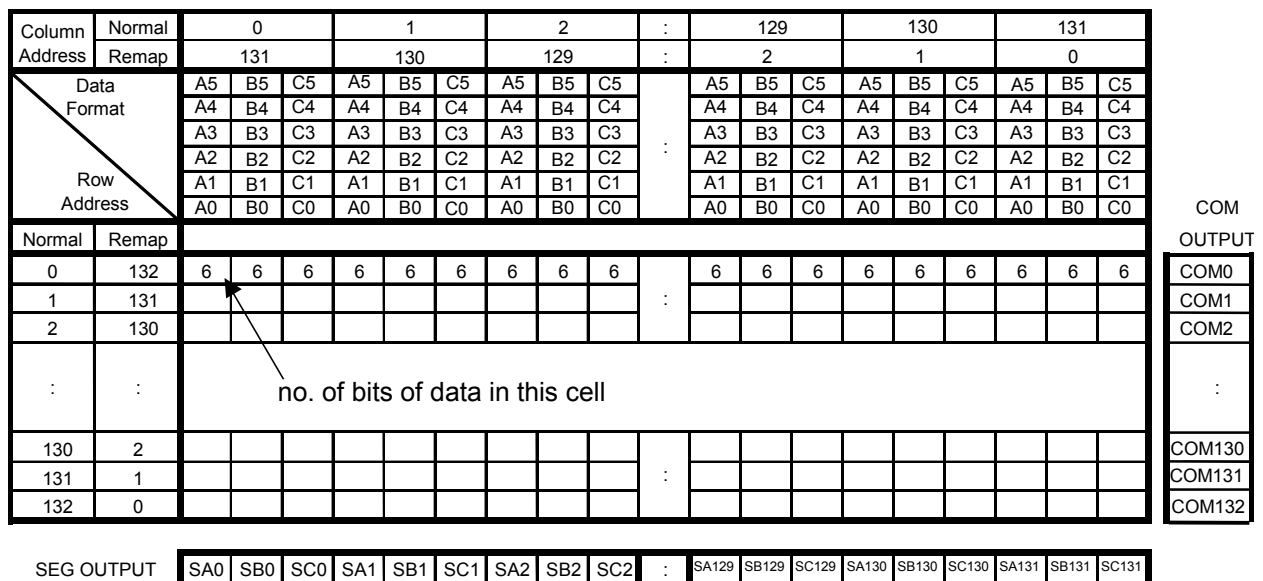 Column Address Normal 0 1 2 : 129 130 131
Remap 131 130 129 : 2 1 0
Data Format A5 B5 C5 A5 B5 C5 A5 B5 C5 A5 B5 C5 A5 B5 C5 A5 B5 C5
A4 B4 C4 A4 B4 C4 A4 B4 C4 A4 B4 C4 A4 B4 C4 A4 B4 C4
A3 B3 C3 A3 B3 C3 A3 B3 C3 : A3 B3 C3 A3 B3 C3 A3 B3 C3
A2 B2 C2 A2 B2 C2 A2 B2 C2 A2 B2 C2 A2 B2 C2 A2 B2 C2
Row Address A1 B1 C1 A1 B1 C1 A1 B1 C1 A1 B1 C1 A1 B1 C1 A1 B1 C1
A0 B0 C0 A0 B0 C0 A0 B0 C0 A0 B0 C0 A0 B0 C0 A0 B0 C0 COM
Normal Remap OUTPUT
0 132 6 6 6 6 6 6 6 6 6 6 6 6 6 6 6 6 6 6 COM0
1 131 : COM1
2 130 COM2
: : no. of bits of data in this cell :
130 2 COM130
131 1 : COM131
132 0 COM132
SEG OUTPUT SA0 SB0 SC0 SA1 SB1 SC1 SA2 SB2 SC2 : SA129 SB129 SC129 SA130 SB130 SC130 SA131 SB131 SC131